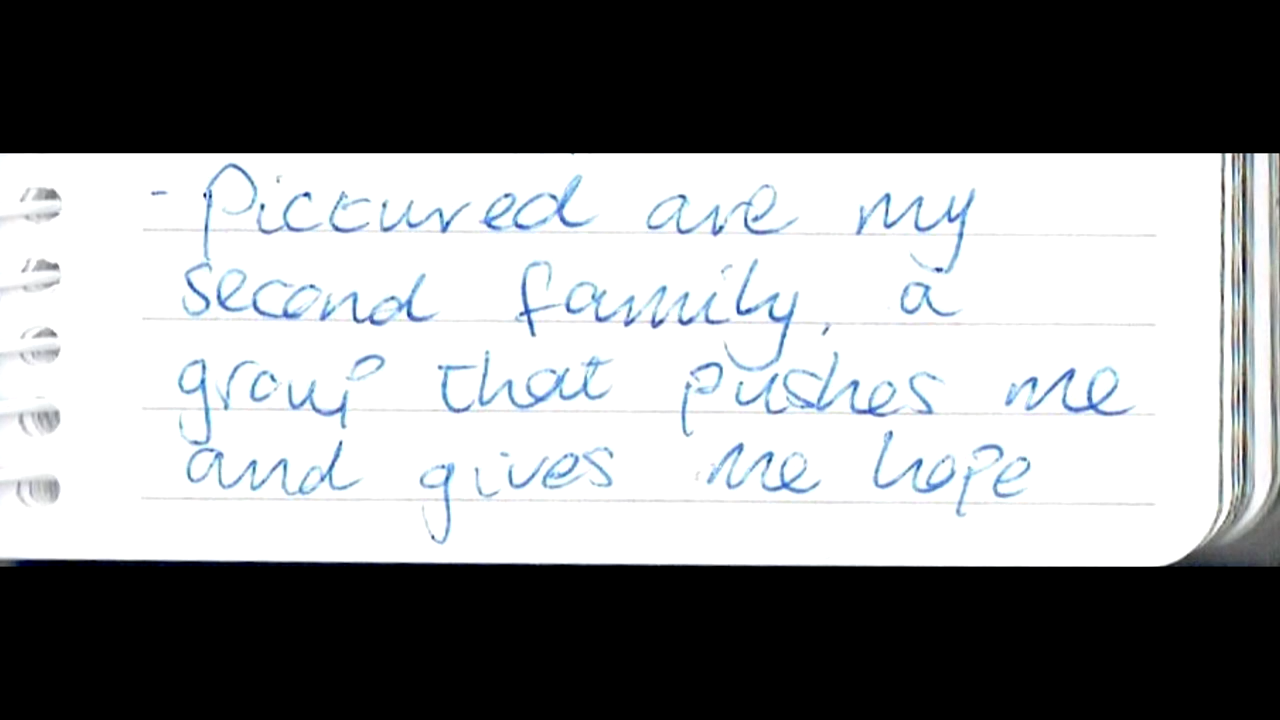 - Pictured are my
second family, a
group that pushes me
and gives me hope